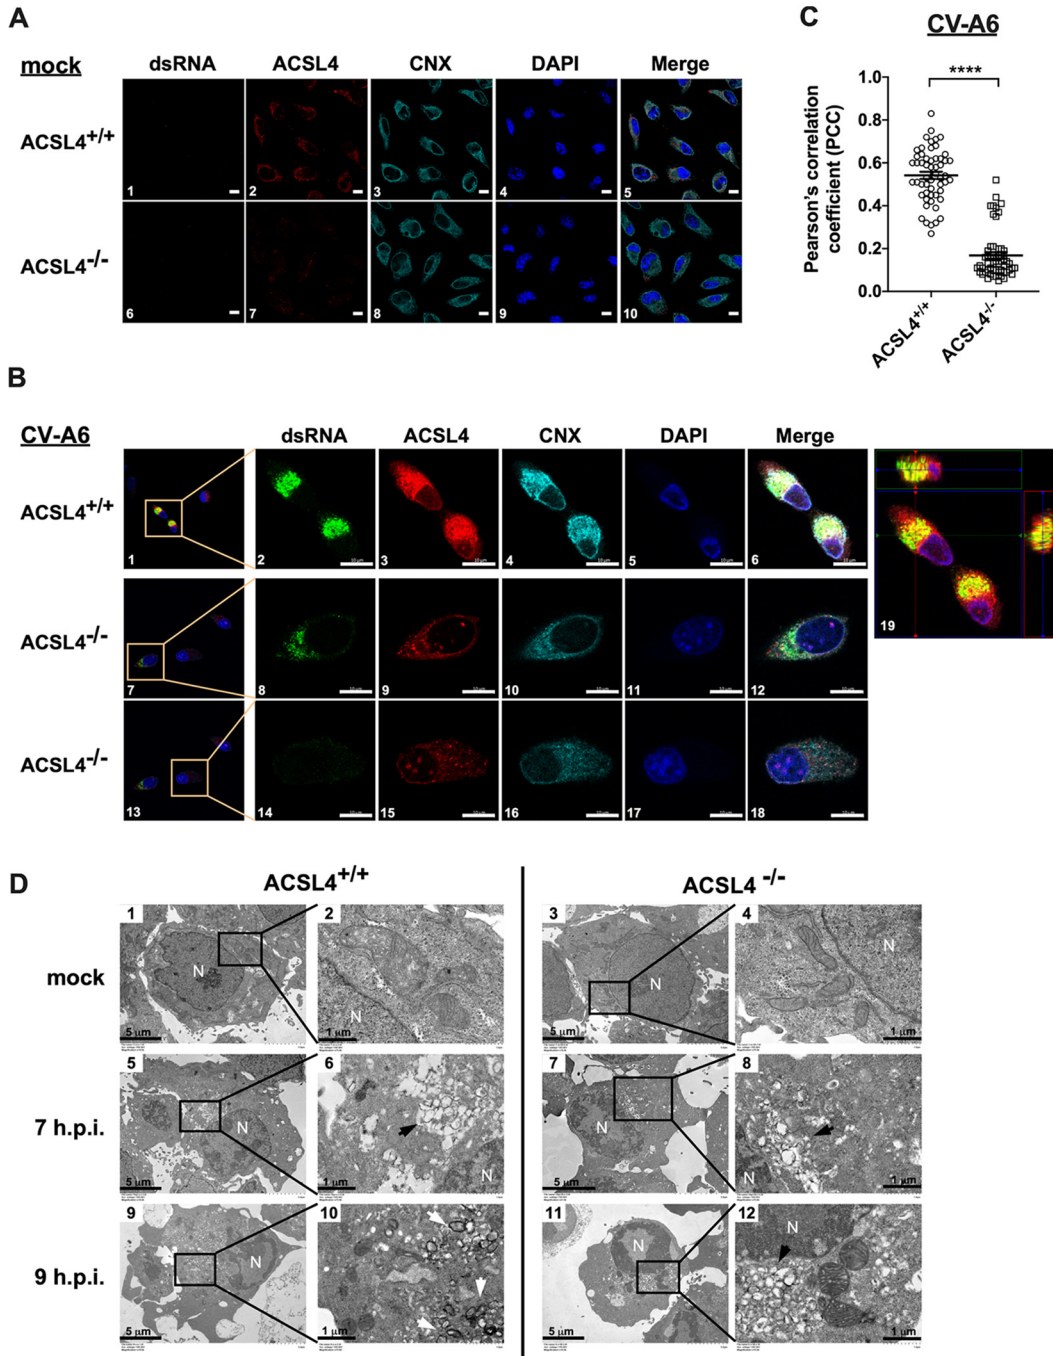 A
mock
dsRNA ACSL4 CNX DAPI Merge
ACSL4+/+
1 2 3 4 5
ACSL4-/-
6 7 8 9 10
C
CV-A6
****
Pearson's correlation
coefficient (PCC)
1.0
0.8
0.6
0.4
0.2
0.0
ACSL4+/+ ACSL4-/-
B
CV-A6
dsRNA ACSL4 CNX DAPI Merge
ACSL4+/+
1 2 3 4 5 6
19
ACSL4-/-
7 8 9 10 11 12
ACSL4-/-
13 14 15 16 17 18
D
ACSL4+/+ ACSL4 -/-
1 2 3 4
mock
N N N
N
5 µm 1 µm 5 µm 1 µm
5 6 7 8
7 h.p.i.
N N N N
5 µm 1 µm 5 µm 1 µm
9 10 11 12
9 h.p.i.
N N N
5 µm 1 µm 5 µm 1 µm